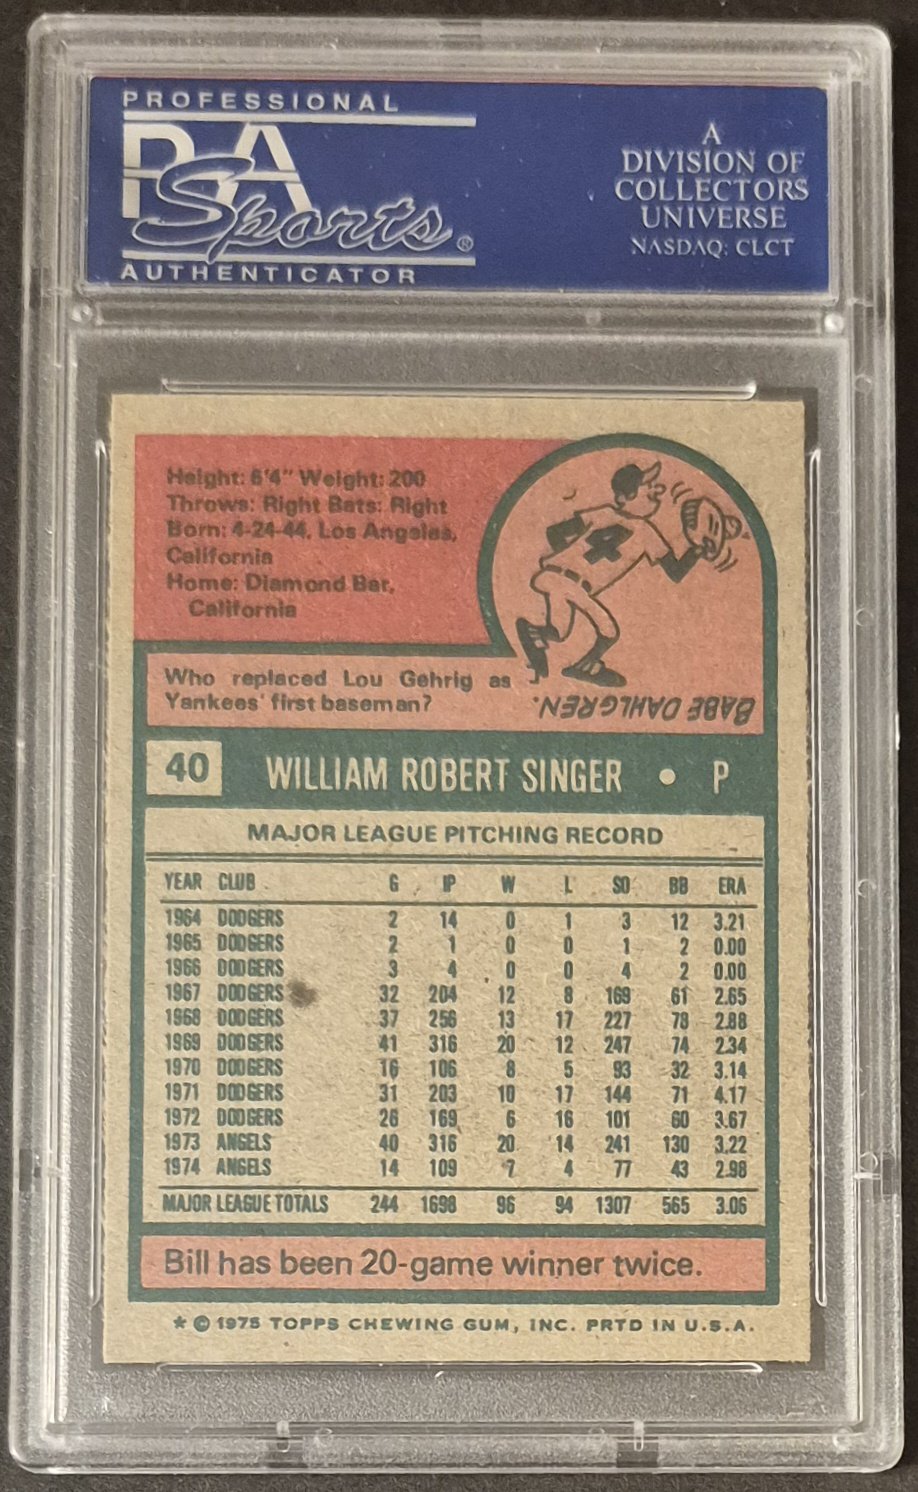 PROFESSIONAL
PSA
Sports®
AUTHENTICATOR
A
DIVISION OF
COLLECTORS
UNIVERSE
NASDAQ: CLCT
Height: 6'4" Weight: 200
Throws: Right Bats: Right
Born: 4-24-44, Los Angeles,
California
Home: Diamond Bar,
California
4
Who replaced Lou Gehrig as
Yankees' first baseman?
BABE DAHLGREN.
40 WILLIAM ROBERT SINGER • P
MAJOR LEAGUE PITCHING RECORD
YEAR CLUB G IP W L SO BB ERA
1964 DODGERS 2 14 0 1 3 12 3.21
1965 DODGERS 2 1 0 0 1 2 0.00
1966 DODGERS 3 4 0 0 4 2 0.00
1967 DODGERS 32 204 12 8 169 61 2.65
1968 DODGERS 37 256 13 17 227 78 2.88
1969 DODGERS 41 316 20 12 247 74 2.34
1970 DODGERS 16 106 8 5 93 32 3.14
1971 DODGERS 31 203 10 17 144 71 4.17
1972 DODGERS 26 169 6 16 101 60 3.67
1973 ANGELS 40 316 20 14 241 130 3.22
1974 ANGELS 14 109 7 4 77 43 2.98
MAJOR LEAGUE TOTALS 244 1698 96 94 1307 565 3.06
Bill has been 20-game winner twice.
* © 1975 TOPPS CHEWING GUM, INC. PRTD IN U.S.A.